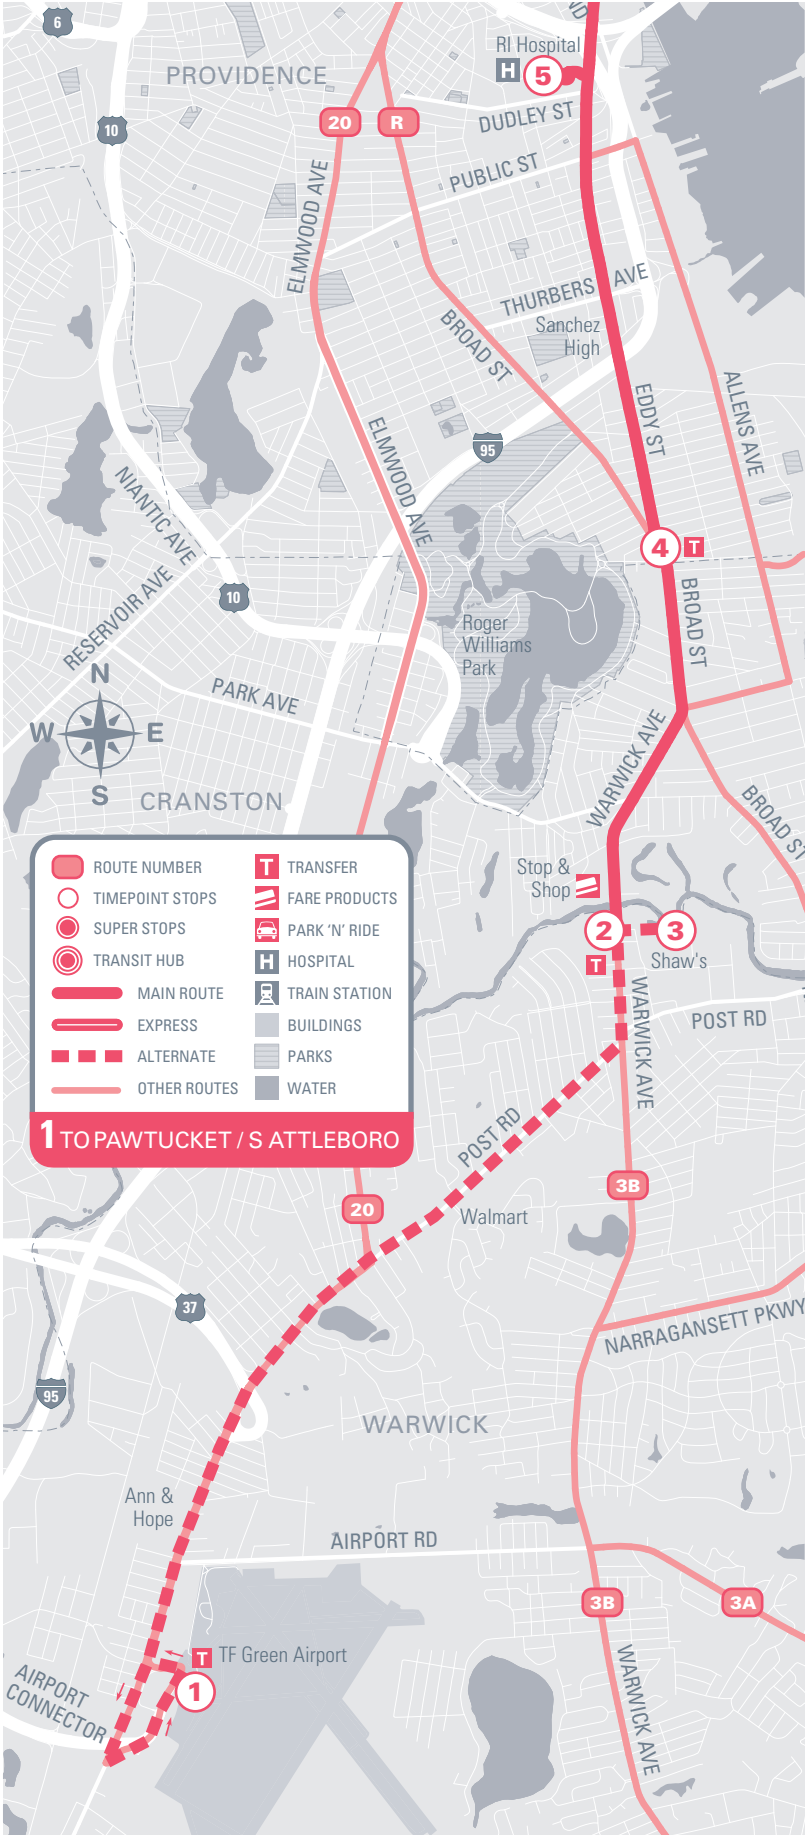 6
ND
RI Hospital
H
5
PROVIDENCE
10
20
R
DUDLEY ST
PUBLIC ST
ELMWOOD AVE
THURBERS AVE
Sanchez
High
BROAD ST
EDDY ST
ALLENS AVE
ELMWOOD AVE
95
NIANTIC AVE
4
T
RESERVOIR AVE
10
BROAD ST
Roger
Williams
Park
N
W
E
S
PARK AVE
WARWICK AVE
CRANSTON
BROAD ST
Stop &
Shop
2
3
T
Shaw's
WARWICK AVE
POST RD
ROUTE NUMBER
TIMEPOINT STOPS
SUPER STOPS
TRANSIT HUB
MAIN ROUTE
EXPRESS
ALTERNATE
OTHER ROUTES
T TRANSFER
FARE PRODUCTS
PARK 'N' RIDE
H HOSPITAL
TRAIN STATION
BUILDINGS
PARKS
WATER
1 TO PAWTUCKET / S ATTLEBORO
POST RD
3B
20
Walmart
37
NARRAGANSETT PKWY
95
WARWICK
Ann &
Hope
AIRPORT RD
3B
3A
T
TF Green Airport
1
AIRPORT
CONNECTOR
WARWICK AVE